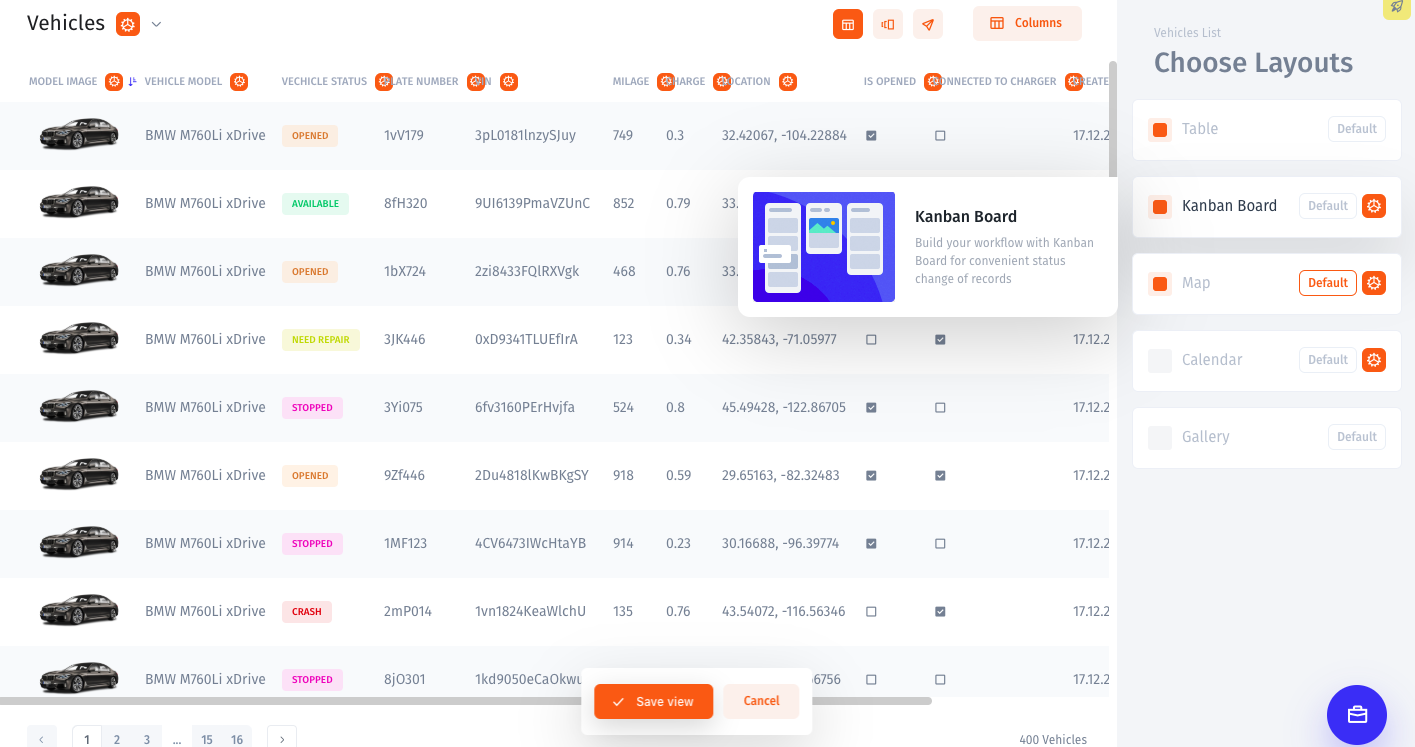 Vehicles
Columns
MODEL IMAGE VEHICLE MODEL VECHICLE STATUS LATE NUMBER MILAGE HARGE OCATION IS OPENED ONNECTED TO CHARGER REATE
BMW M760Li xDrive OPENED 1vV179 3pL0181lnzySJuy 749 0.3 32.42067, -104.22884 17.12.2
BMW M760Li xDrive AVAILABLE 8fH320 9UI6139PmaVZUnC 852 0.79 33.
BMW M760Li xDrive OPENED 1bX724 2zi8433FQlRXVgk 468 0.76 33.
BMW M760Li xDrive NEED REPAIR 3JK446 0xD9341TLUEfIrA 123 0.34 42.35843, -71.05977 17.12.2
BMW M760Li xDrive STOPPED 3Yi075 6fv3160PErHvjfa 524 0.8 45.49428, -122.86705 17.12.2
BMW M760Li xDrive OPENED 9Zf446 2Du4818lKwBKgSY 918 0.59 29.65163, -82.32483 17.12.2
BMW M760Li xDrive STOPPED 1MF123 4CV6473IWcHtaYB 914 0.23 30.16688, -96.39774 17.12.2
BMW M760Li xDrive CRASH 2mP014 1vn1824KeaWlchU 135 0.76 43.54072, -116.56346 17.12.2
BMW M760Li xDrive STOPPED 8jO301 1kd9050eCaOkwu 6756 17.12.2
Kanban Board
Build your workflow with Kanban
Board for convenient status
change of records
Save view Cancel
1 2 3 ... 15 16
400 Vehicles
Vehicles List
Choose Layouts
Table Default
Kanban Board Default
Map Default
Calendar Default
Gallery Default